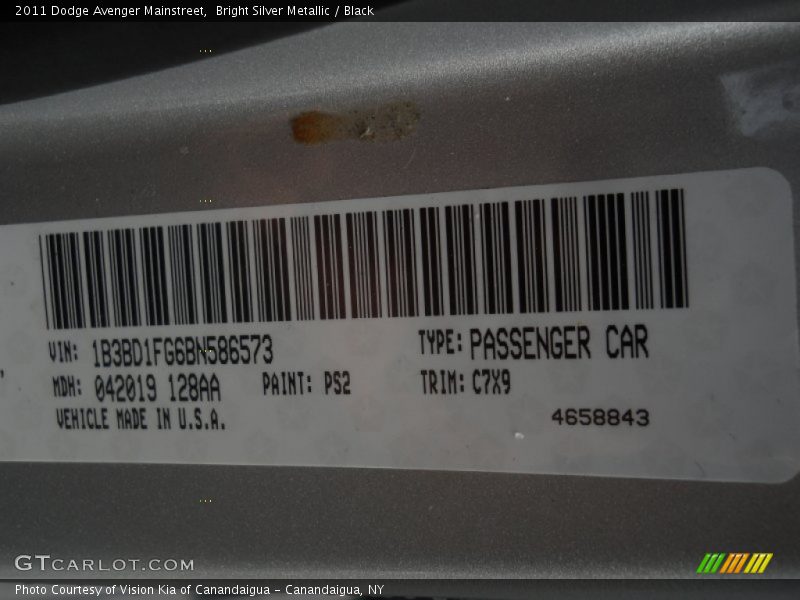 2011 Dodge Avenger Mainstreet,  Bright Silver Metallic / Black
VIN: 1B3BD1FG6BN586573 TYPE: PASSENGER CAR
MDH: 042019 128AA PAINT: PS2 TRIM: C7X9
VEHICLE MADE IN U.S.A. 4658843
GTCARLOT.COM
Photo Courtesy of Vision Kia of Canandaigua - Canandaigua, NY